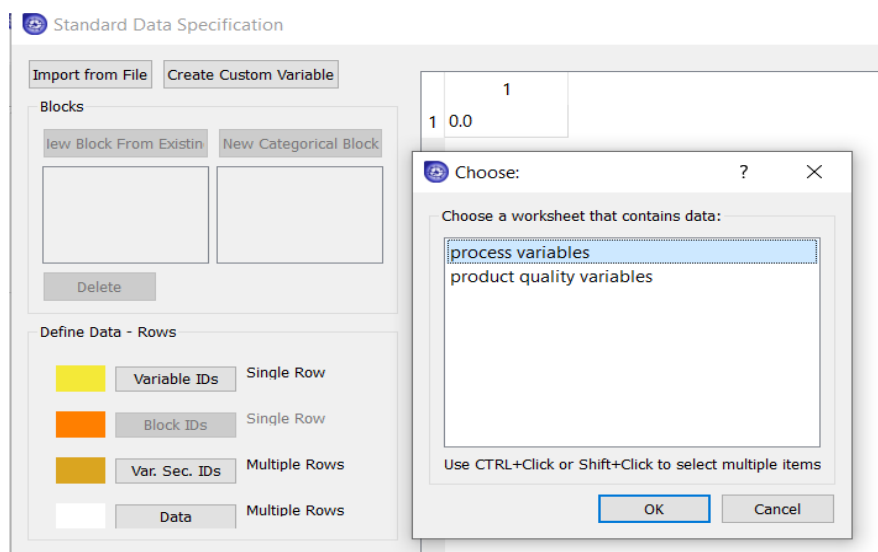 Standard Data Specification
Import from File Create Custom Variable
Blocks
lew Block From Existin New Categorical Block
Delete
Define Data - Rows
Variable IDs Single Row
Block IDs Single Row
Var. Sec. IDs Multiple Rows
Data Multiple Rows
1
1 0.0
Choose: ?
Choose a worksheet that contains data:
process variables
product quality variables
Use CTRL+Click or Shift+Click to select multiple items
OK Cancel